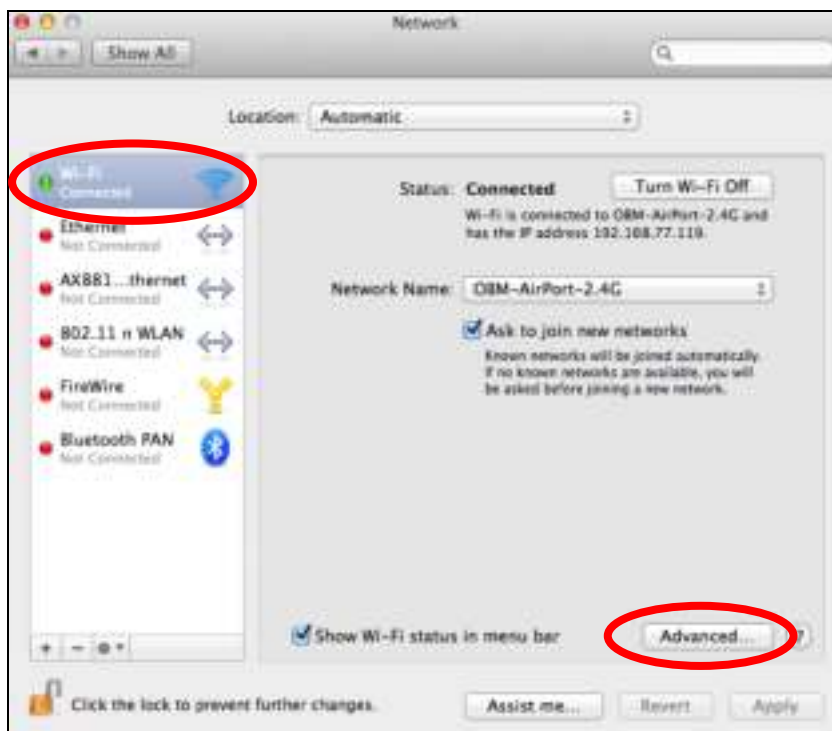 Network
Show All
Location: Automatic
Wi-Fi
Connected
Status: Connected
Turn Wi-Fi Off
Wi-Fi is connected to OBM-AirPort-2.4G and
has the IP address 192.168.77.119.
Ethernet
Not Connected
AX881...thernet
Not Connected
Network Name: OBM-AirPort-2.4G
Ask to join new networks
Known networks will be joined automatically.
If no known networks are available, you will
be asked before joining a new network.
802.11 n WLAN
Not Connected
FireWire
Not Connected
Bluetooth PAN
Not Connected
Show Wi-Fi status in menu bar
Advanced...
?
Click the lock to prevent further changes.
Assist me...
Revert
Apply